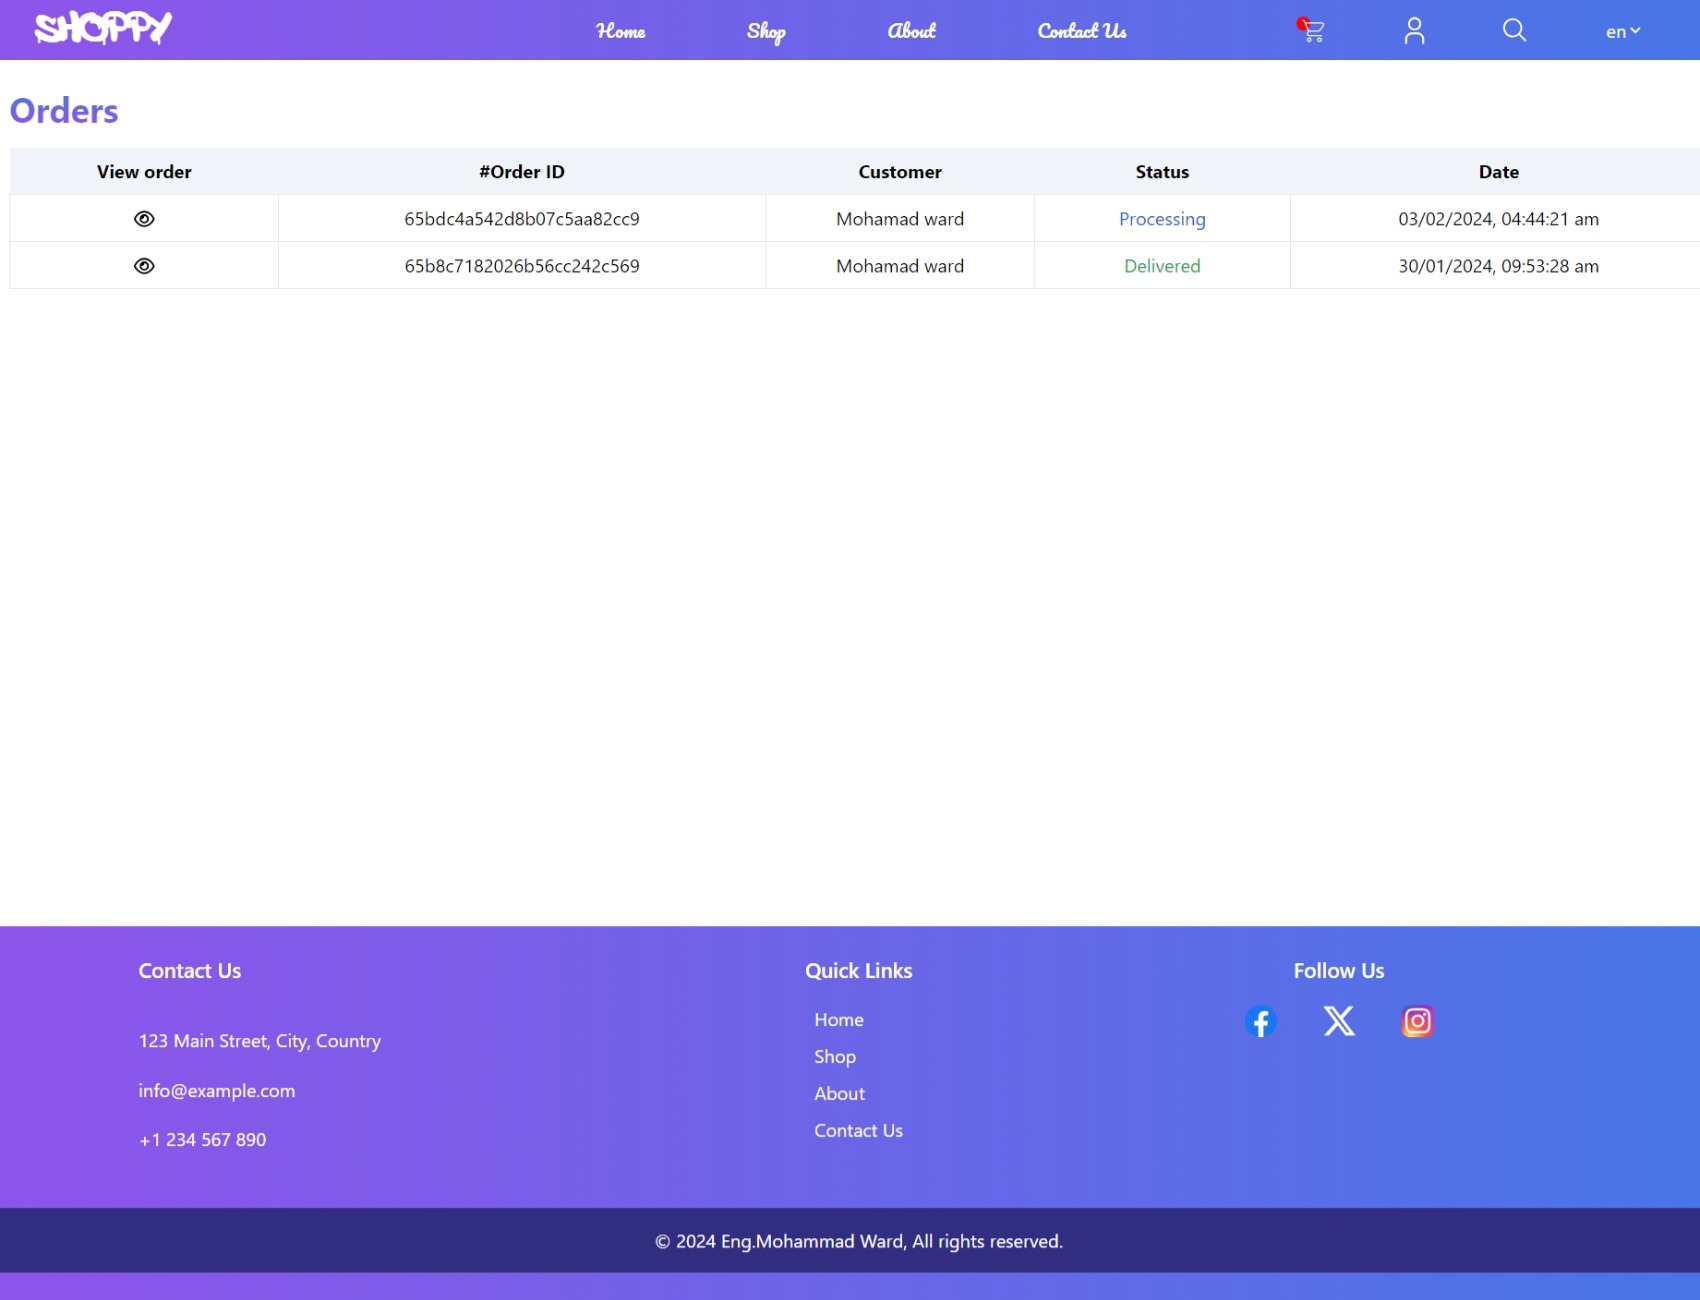 SHOPPY Home Shop About Contact Us en
Orders
View order #Order ID Customer Status Date
65bdc4a542d8b07c5aa82cc9 Mohamad ward Processing 03/02/2024, 04:44:21 am
65b8c7182026b56cc242c569 Mohamad ward Delivered 30/01/2024, 09:53:28 am
Contact Us
123 Main Street, City, Country
info@example.com
+1 234 567 890
Quick Links
Home
Shop
About
Contact Us
Follow Us
© 2024 Eng.Mohammad Ward, All rights reserved.